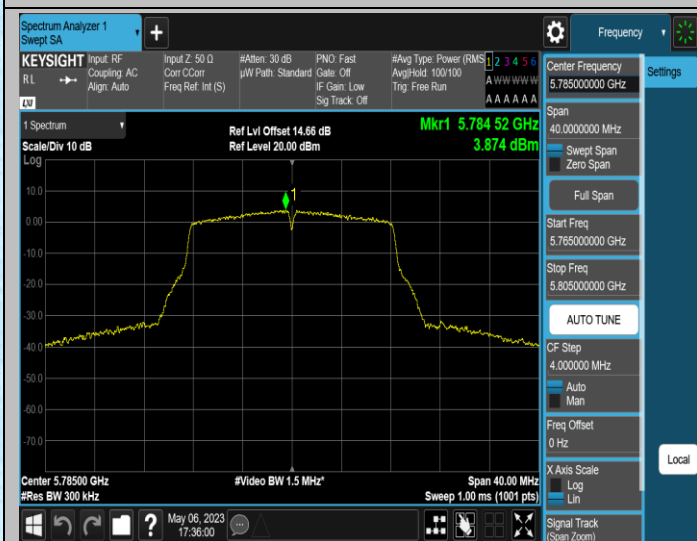 Spectrum Analyzer 1
Swept SA
+
Frequency
KEYSIGHT
R L
LXI
Input: RF
Coupling: AC
Align: Auto
Input Z: 50 Ω
Corr CCorr
Freq Ref: Int (S)
#Atten: 30 dB
µW Path: Standard
PNO: Fast
Gate: Off
IF Gain: Low
Sig Track: Off
#Avg Type: Power (RMS
Avg|Hold: 100/100
Trig: Free Run
1 2 3 4 5 6
A W W W W W
A A A A A A
1 Spectrum
Scale/Div 10 dB
Ref Lvl Offset 14.66 dB
Ref Level 20.00 dBm
Mkr1 5.784 52 GHz
3.874 dBm
Log
10.0
0.00
-10.0
-20.0
-30.0
-40.0
-50.0
-60.0
-70.0
1
Center 5.78500 GHz
#Res BW 300 kHz
#Video BW 1.5 MHz*
Span 40.00 MHz
Sweep 1.00 ms (1001 pts)
?
May 06, 2023
17:36:00
Center Frequency
5.785000000 GHz
Span
40.0000000 MHz
Swept Span
Zero Span
Full Span
Start Freq
5.765000000 GHz
Stop Freq
5.805000000 GHz
AUTO TUNE
CF Step
4.000000 MHz
Auto
Man
Freq Offset
0 Hz
X Axis Scale
Log
Lin
Signal Track
(Span Zoom)
Settings
Local